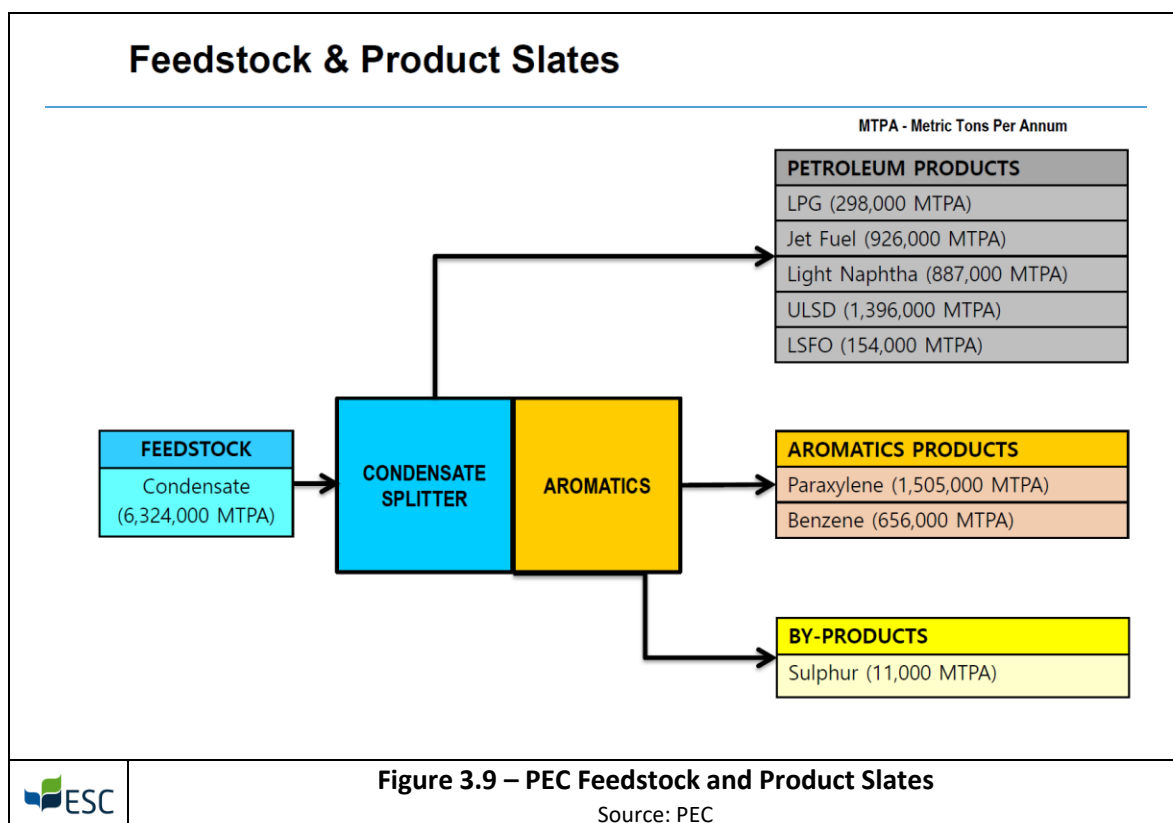 Feedstock & Product Slates
MTPA - Metric Tons Per Annum
PETROLEUM PRODUCTS
LPG (298,000 MTPA)
Jet Fuel (926,000 MTPA)
Light Naphtha (887,000 MTPA)
ULSD (1,396,000 MTPA)
LSFO (154,000 MTPA)
FEEDSTOCK
Condensate
(6,324,000 MTPA)
CONDENSATE
SPLITTER
AROMATICS
AROMATICS PRODUCTS
Paraxylene (1,505,000 MTPA)
Benzene (656,000 MTPA)
BY-PRODUCTS
Sulphur (11,000 MTPA)
ESC
Figure 3.9 – PEC Feedstock and Product Slates
Source: PEC